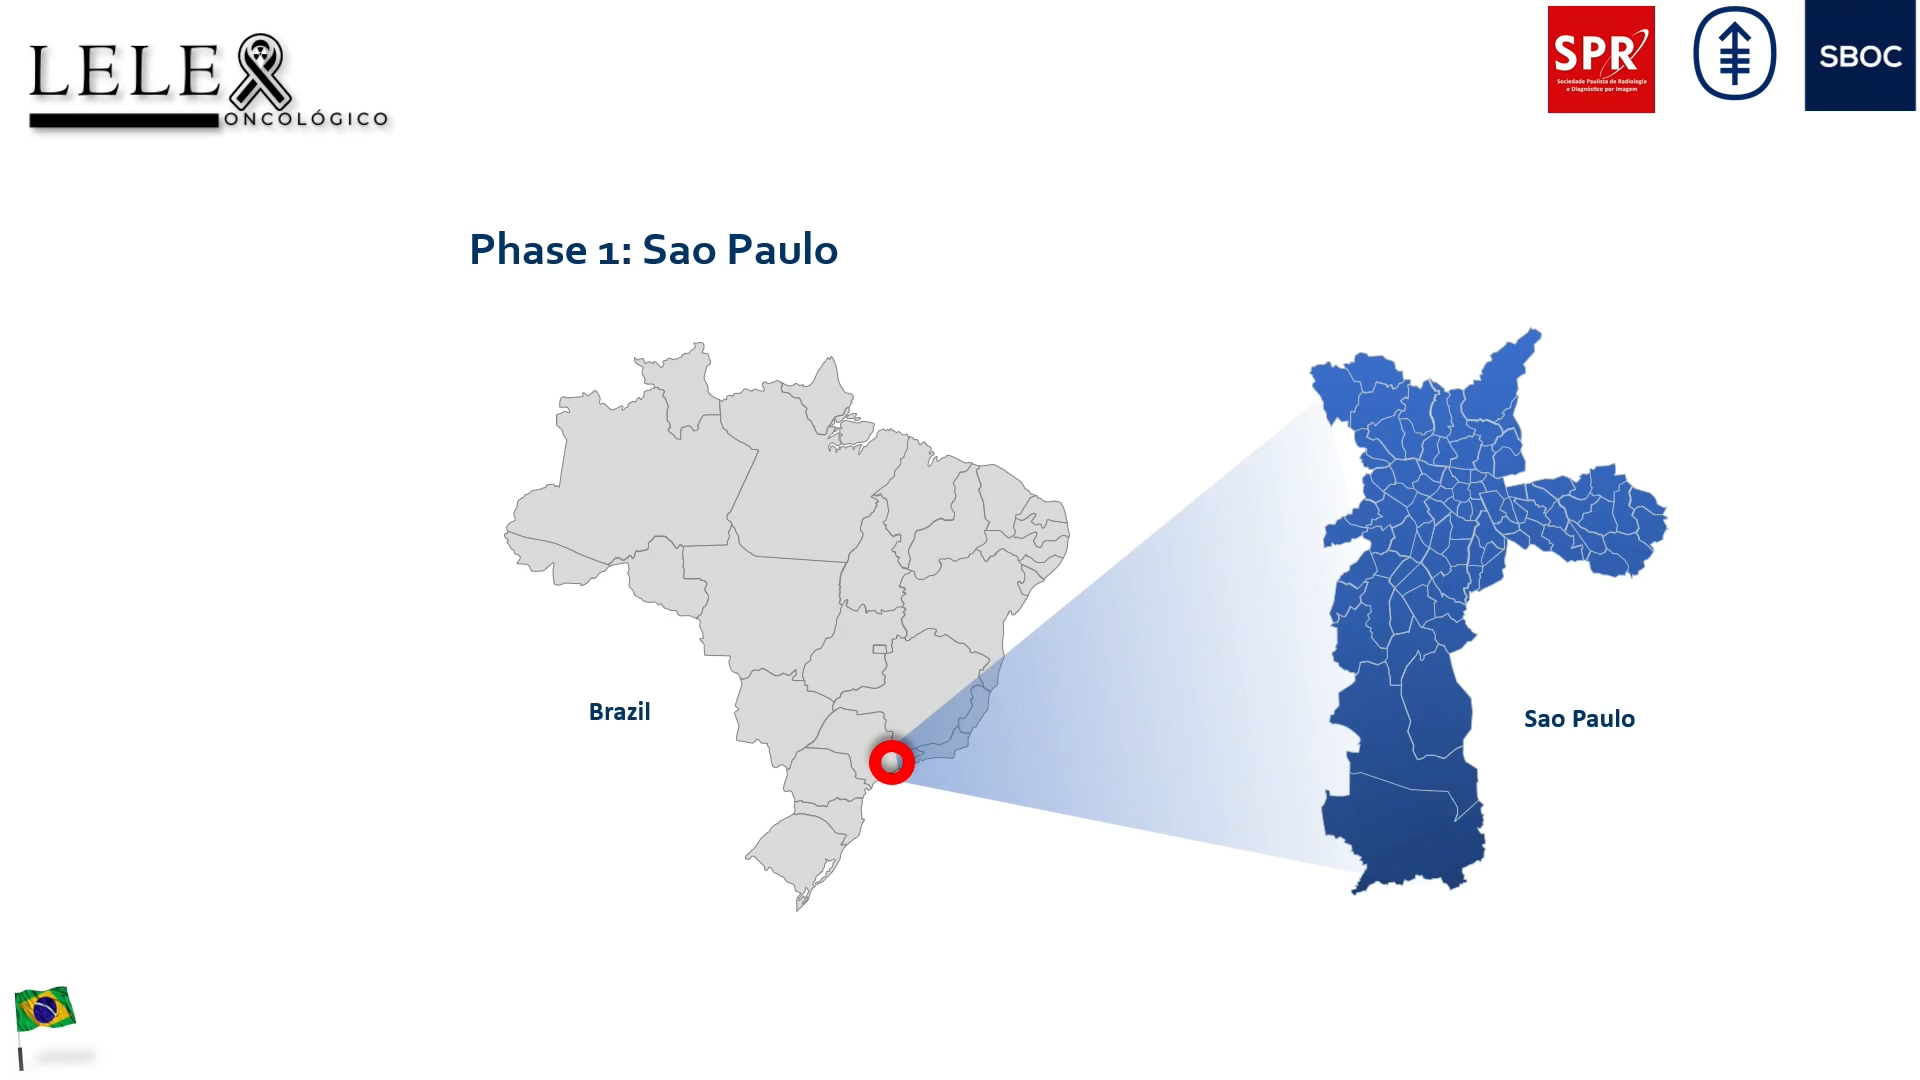 LELE
ONCOLÓGICO
SPR
Sociedade Paulista de Radiologia
e Diagnóstico por Imagem
SBOC
Phase 1: Sao Paulo
Brazil
Sao Paulo